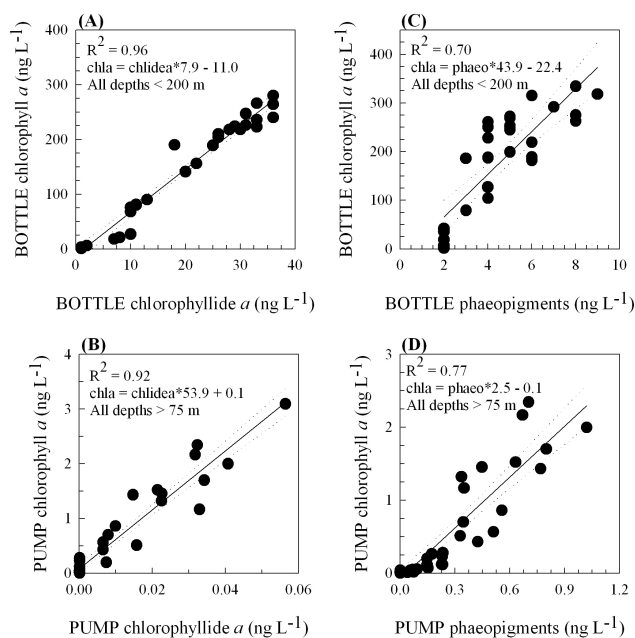 (A)
R² = 0.96
chla = chlidea*7.9 - 11.0
All depths < 200 m
BOTTLE chlorophyll a (ng L⁻¹)
400
300
200
100
0
0 10 20 30 40
BOTTLE chlorophyllide a (ng L⁻¹)
(C)
R² = 0.70
chla = phaeo*43.9 - 22.4
All depths < 200 m
BOTTLE chlorophyll a (ng L⁻¹)
400
300
200
100
0
0 2 4 6 8 10
BOTTLE phaeopigments (ng L⁻¹)
(B)
R² = 0.92
chla = chlidea*53.9 + 0.1
All depths > 75 m
PUMP chlorophyll a (ng L⁻¹)
4
3
2
1
0
0.00 0.02 0.04 0.06
PUMP chlorophyllide a (ng L⁻¹)
(D)
R² = 0.77
chla = phaeo*2.5 - 0.1
All depths > 75 m
PUMP chlorophyll a (ng L⁻¹)
3
2
1
0
0.0 0.3 0.6 0.9 1.2
PUMP phaeopigments (ng L⁻¹)